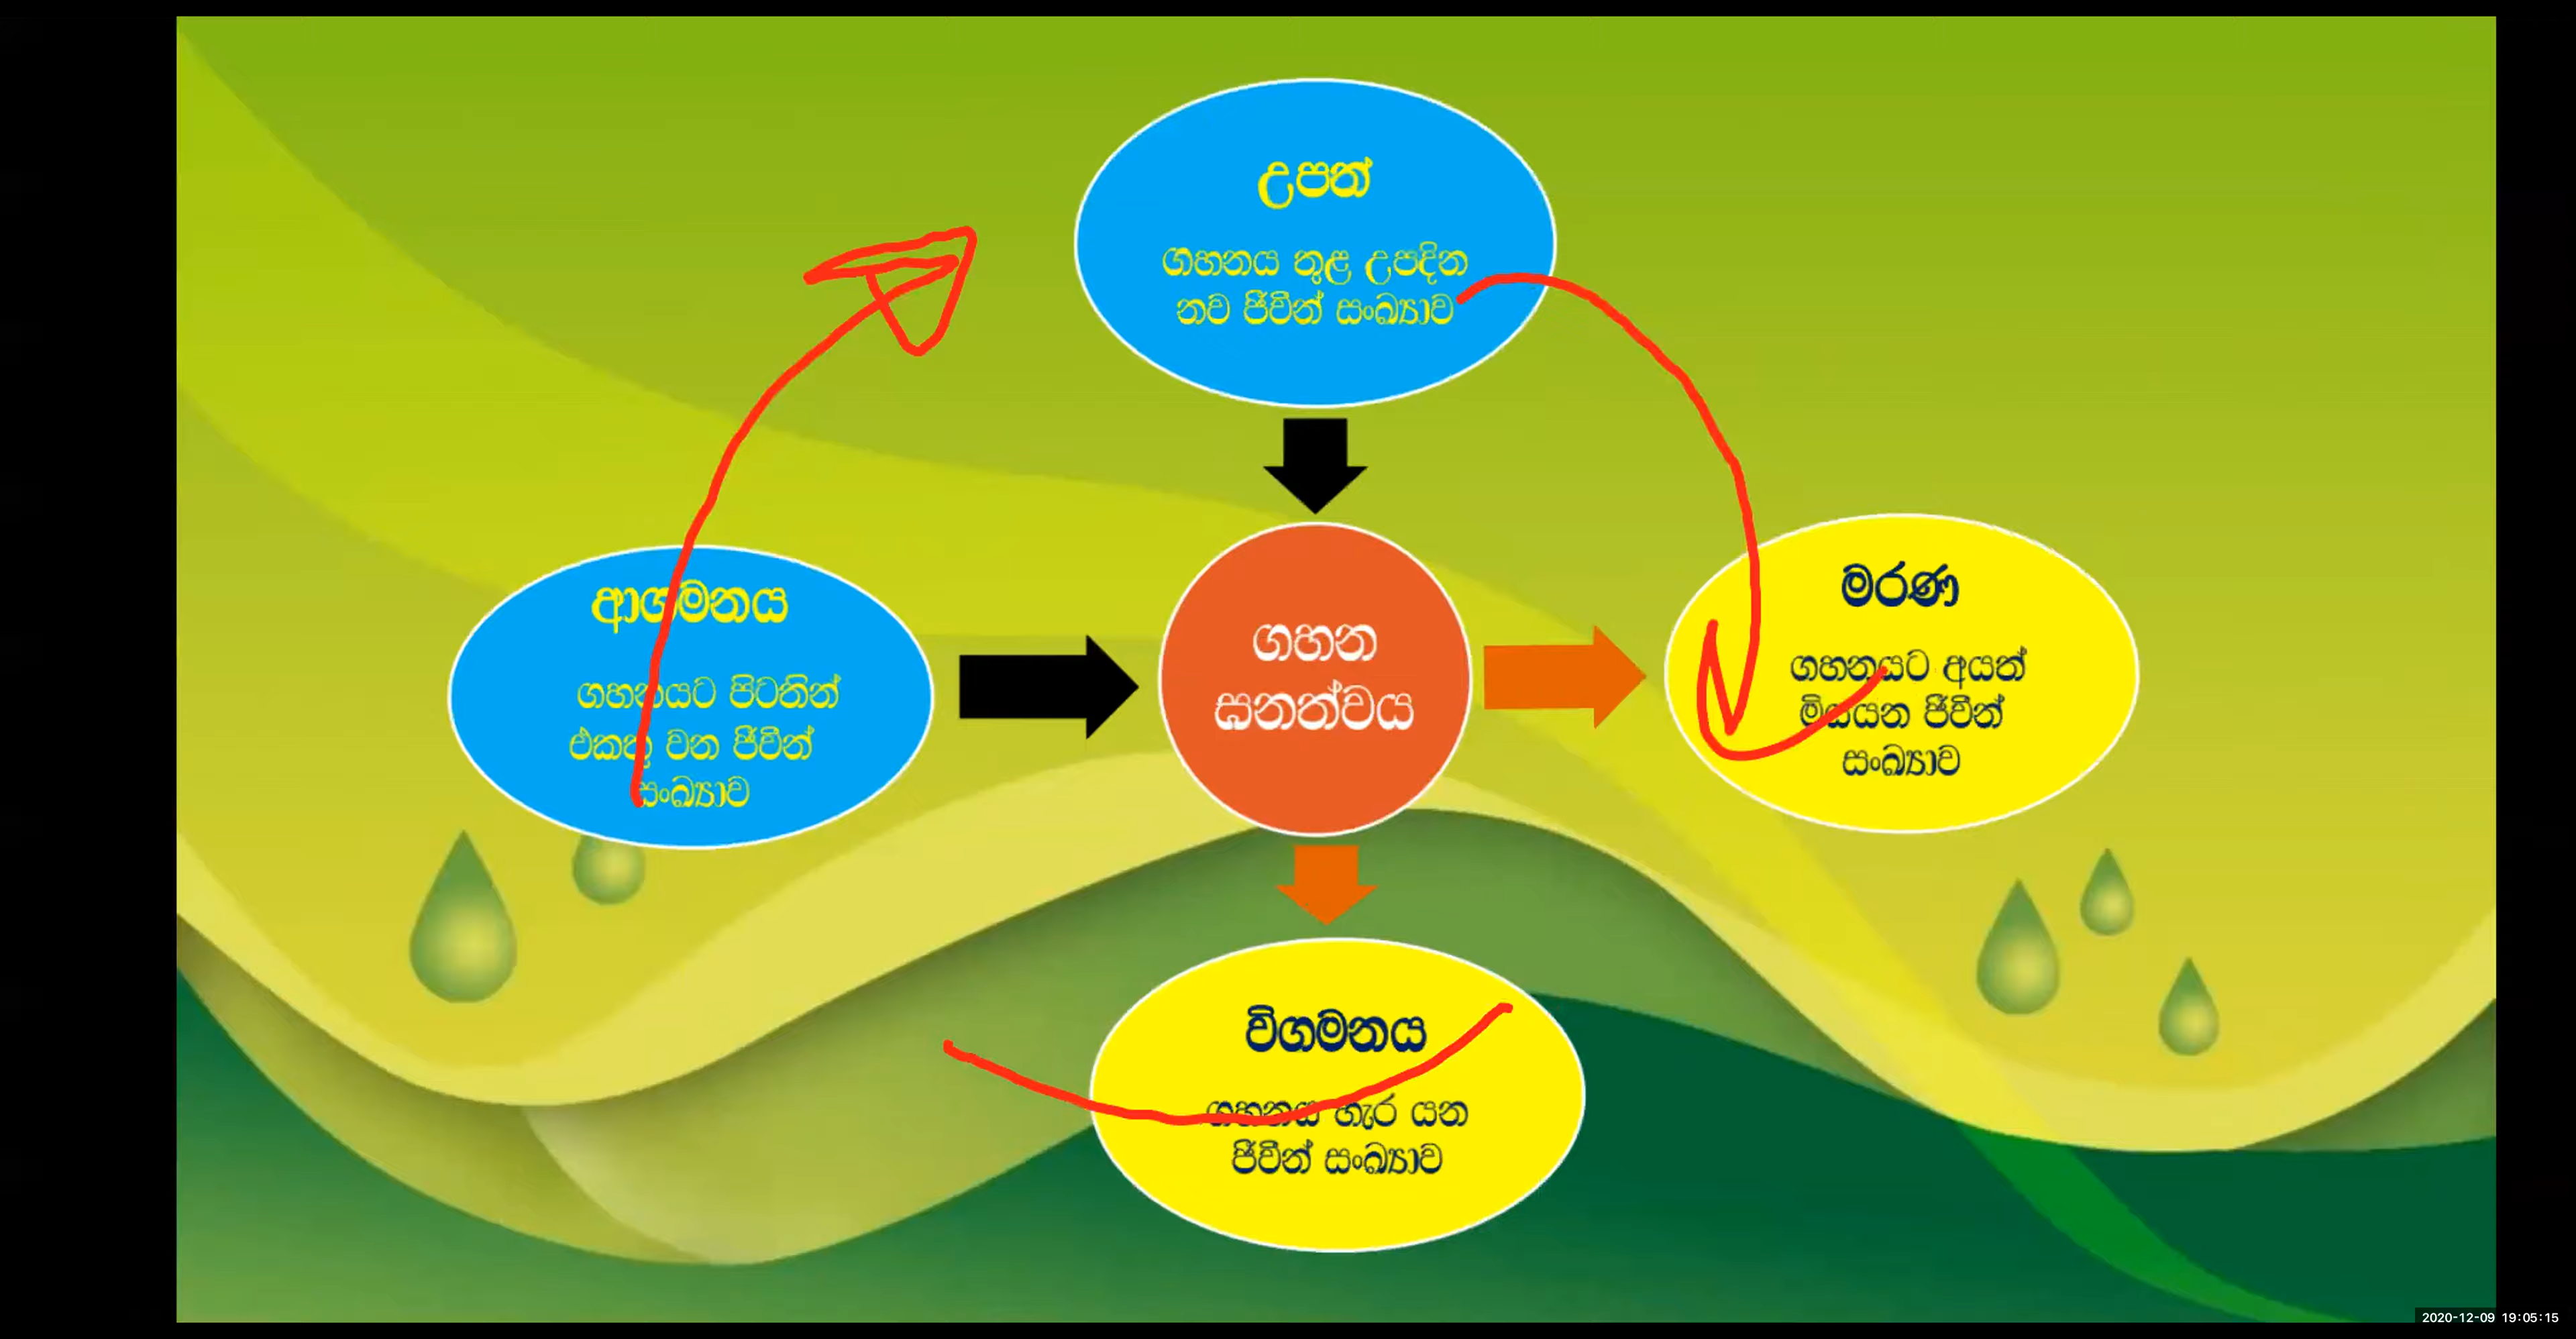 උපත්
ගහනය තුළ උපදින
නව ජීවීන් සංඛ්‍යාව
ආගමනය
ගහනයට පිටතින්
එකතු වන ජීවීන්
සංඛ්‍යාව
ගහන
ඝනත්වය
මරණ
ගහනයට අයත්
මියයන ජීවීන්
සංඛ්‍යාව
විගමනය
ගහනය හැර යන
ජීවීන් සංඛ්‍යාව
2020-12-09 19:05:15